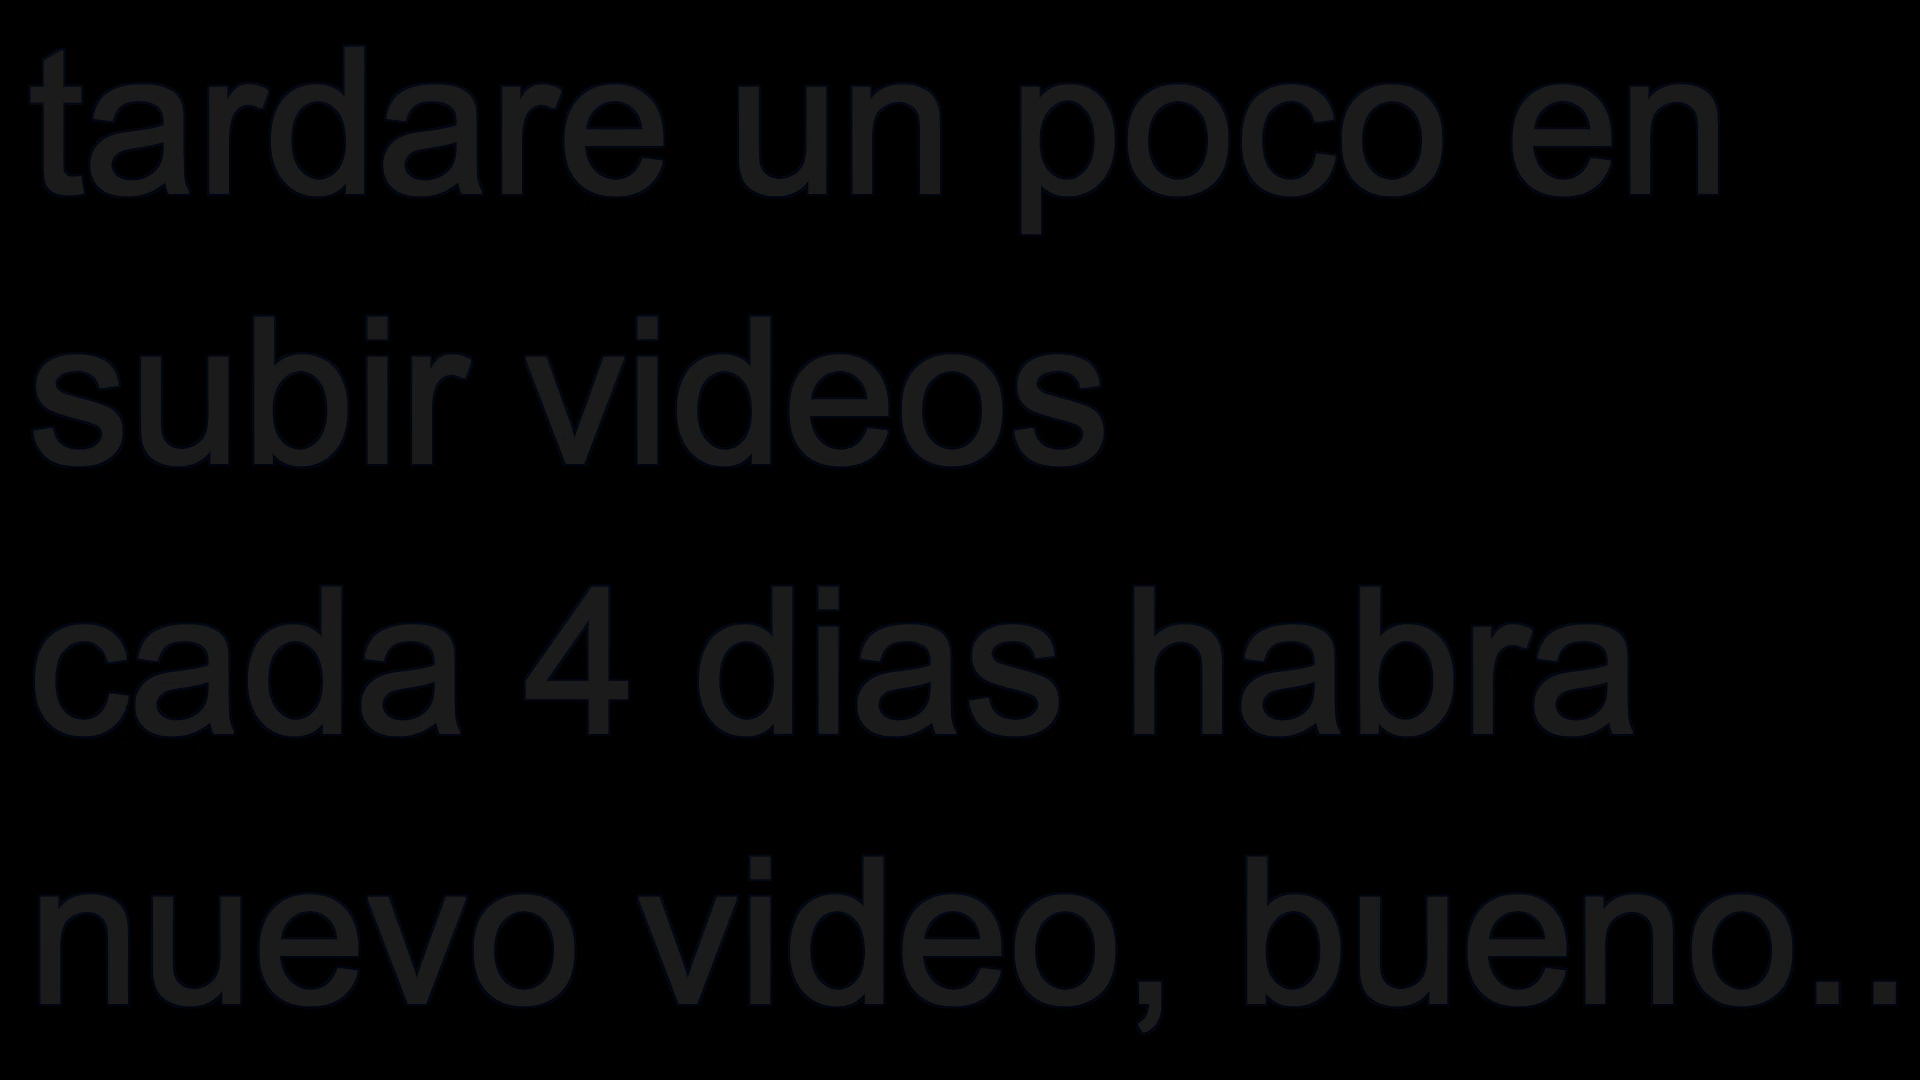 tardare un poco en
subir videos
cada 4 dias habra
nuevo video, bueno..